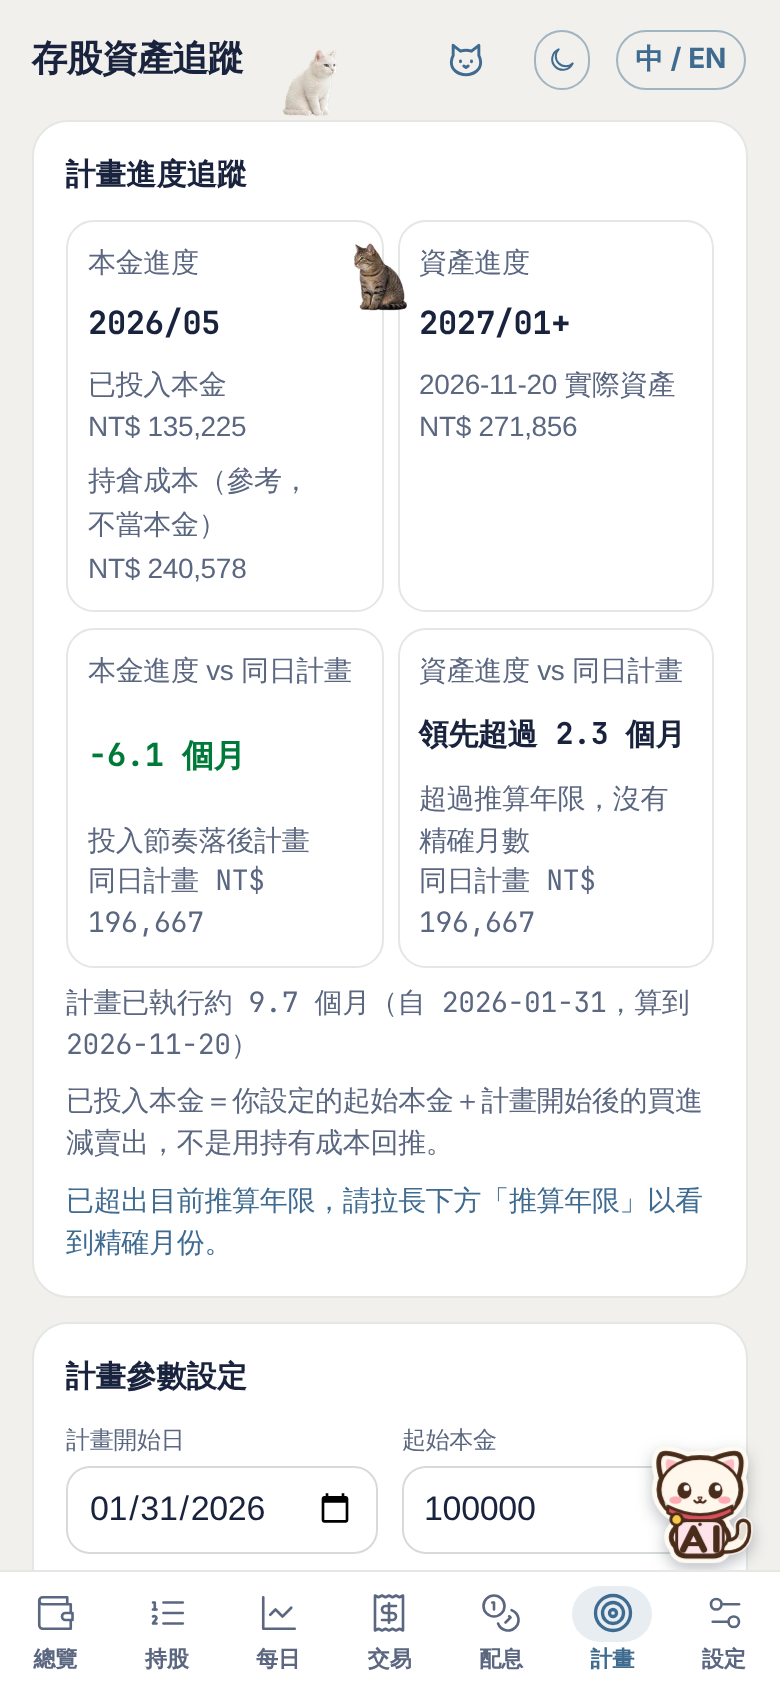 存股資產追蹤
中 / EN
計畫進度追蹤
本金進度
2026/05
已投入本金
NT$ 135,225
持倉成本（參考，
不當本金）
NT$ 240,578
資產進度
2027/01+
2026-11-20 實際資產
NT$ 271,856
本金進度 vs 同日計畫
-6.1 個月
投入節奏落後計畫
同日計畫 NT$
196,667
資產進度 vs 同日計畫
領先超過 2.3 個月
超過推算年限，沒有
精確月數
同日計畫 NT$
196,667
計畫已執行約 9.7 個月（自 2026-01-31，算到
2026-11-20）
已投入本金＝你設定的起始本金＋計畫開始後的買進
減賣出，不是用持有成本回推。
已超出目前推算年限，請拉長下方「推算年限」以看
到精確月份。
計畫參數設定
計畫開始日
01/31/2026
起始本金
100000
AI
總覽
持股
每日
交易
配息
計畫
設定